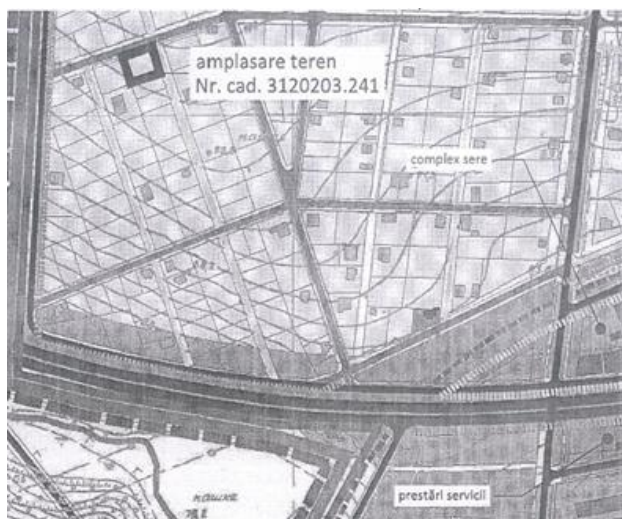 amplasare teren
Nr. cad. 3120203.241
complex sere
prestări servicii